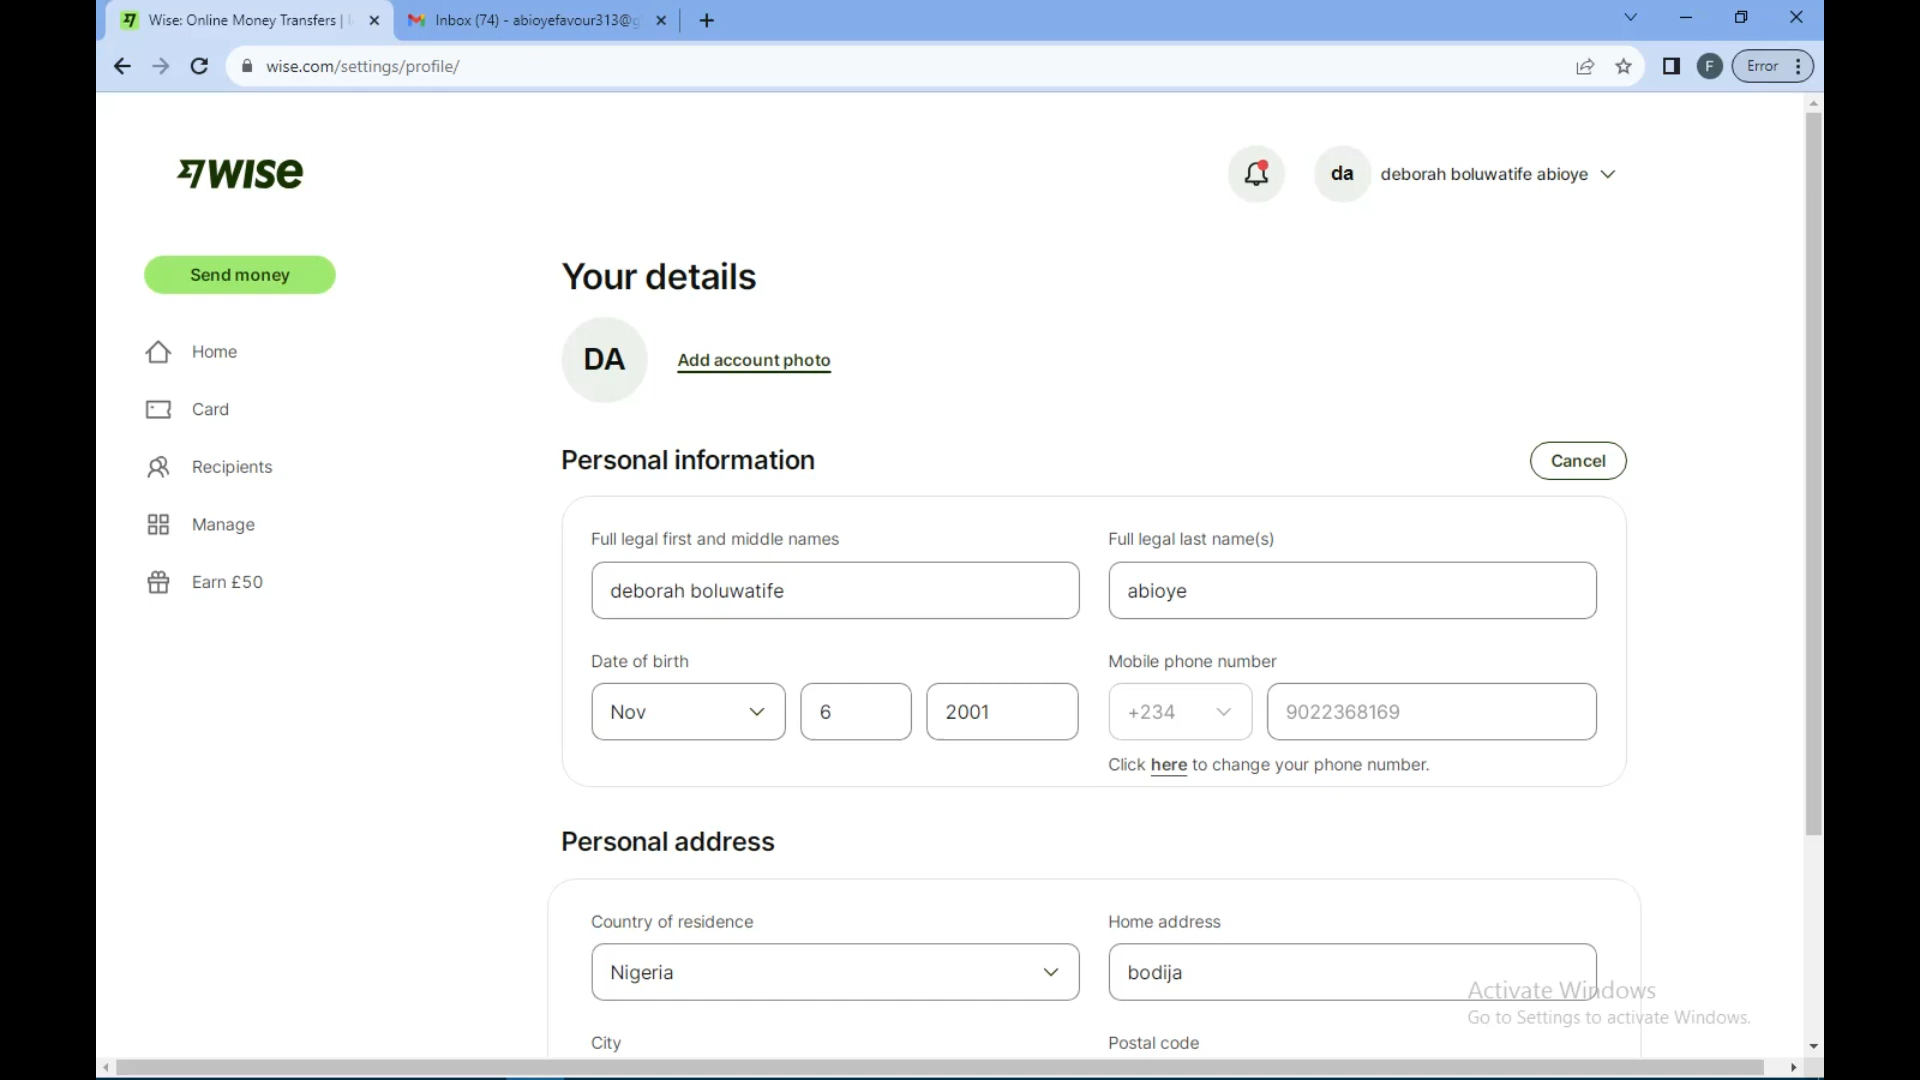 Wise: Online Money Transfers |
Inbox (74) - abioyefavour313@g
wise.com/settings/profile/
F
Error
WISE
da
deborah boluwatife abioye
Send money
Home
Card
Recipients
Manage
Earn £50
Your details
DA
Add account photo
Personal information
Cancel
Full legal first and middle names
Full legal last name(s)
deborah boluwatife
abioye
Date of birth
Mobile phone number
Nov
6
2001
+234
9022368169
Click here to change your phone number.
Personal address
Country of residence
Home address
Nigeria
bodija
Activate Windows
Go to Settings to activate Windows.
City
Postal code